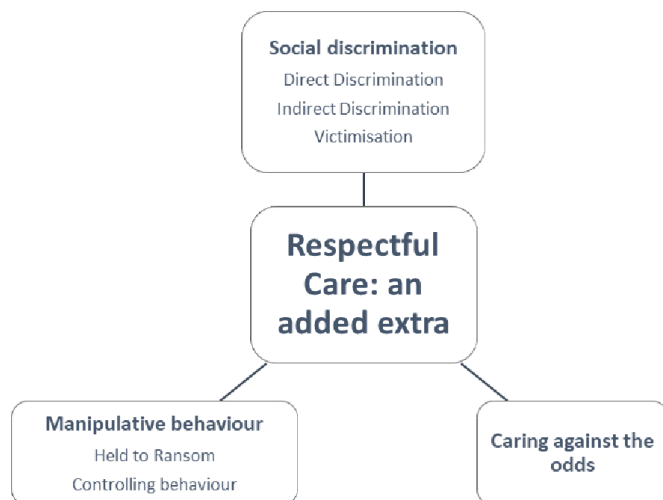 Social discrimination
Direct Discrimination
Indirect Discrimination
Victimisation
Respectful
Care: an
added extra
Manipulative behaviour
Held to Ransom
Controlling behaviour
Caring against the
odds